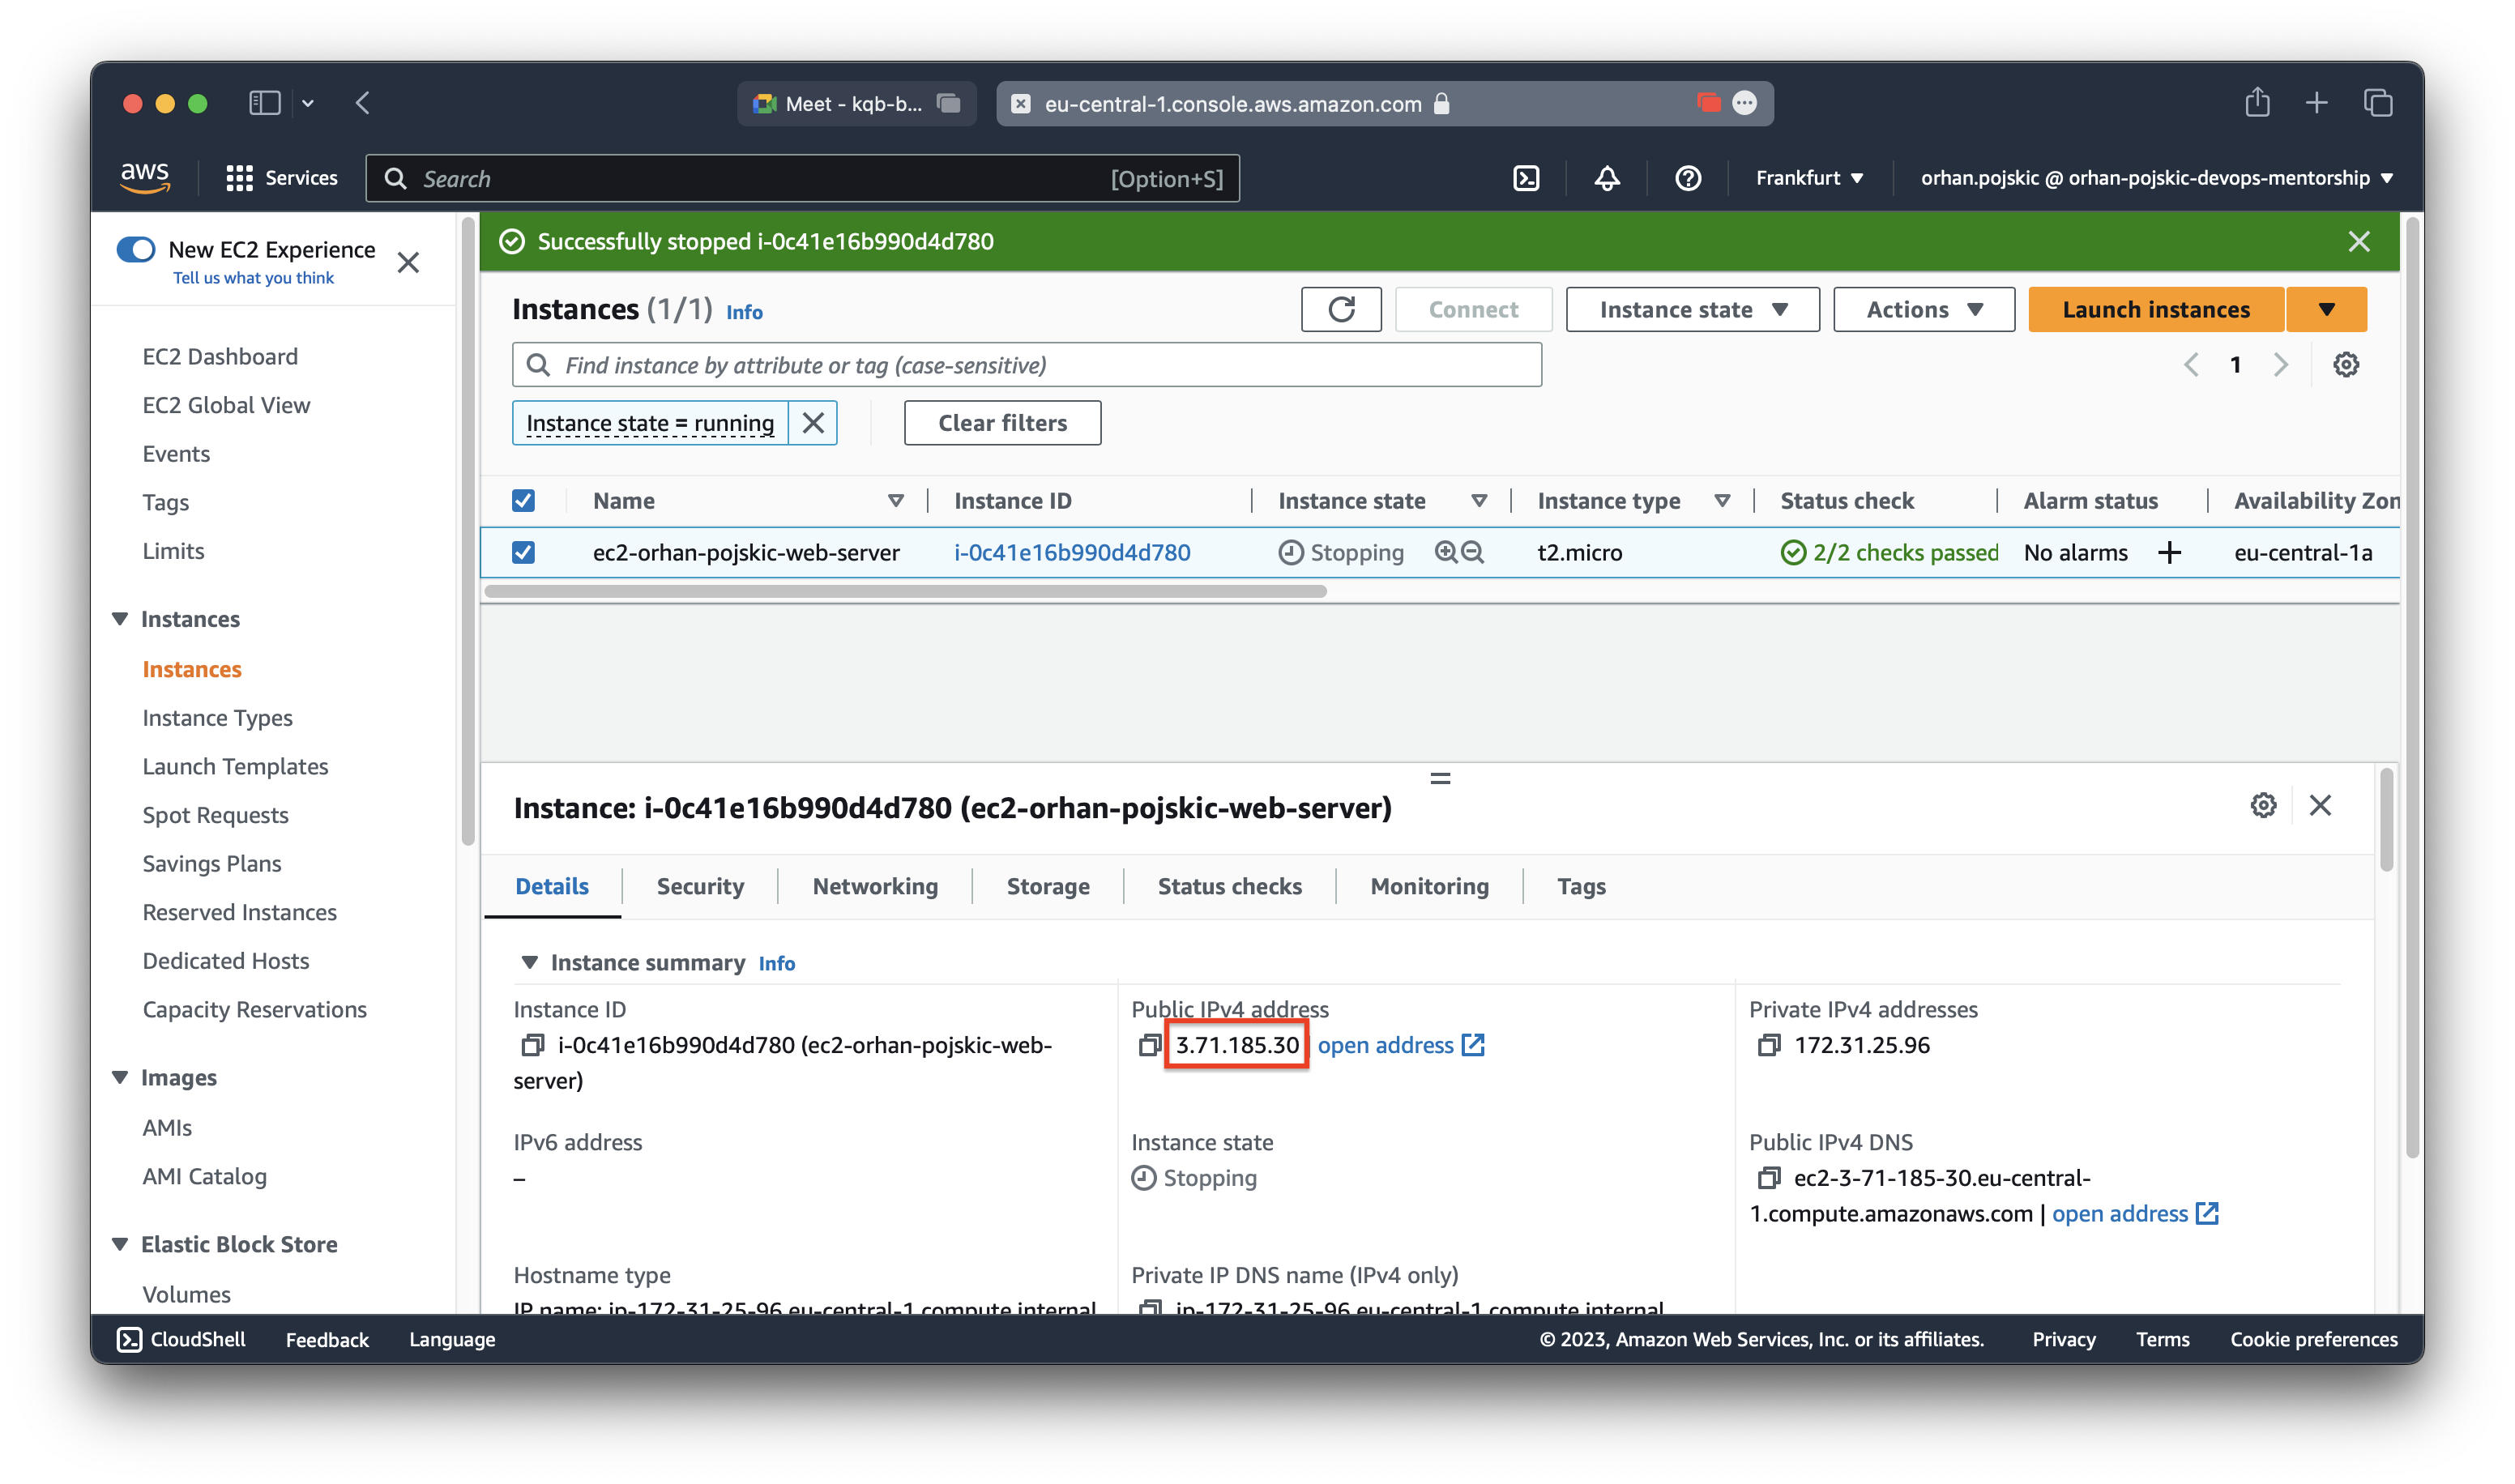 Meet - kqb-b...
eu-central-1.console.aws.amazon.com
aws
Services
Search
[Option+S]
Frankfurt
orhan.pojskic @ orhan-pojskic-devops-mentorship
New EC2 Experience
Tell us what you think
EC2 Dashboard
EC2 Global View
Events
Tags
Limits
Instances
Instances
Instance Types
Launch Templates
Spot Requests
Savings Plans
Reserved Instances
Dedicated Hosts
Capacity Reservations
Images
AMIs
AMI Catalog
Elastic Block Store
Volumes
Successfully stopped i-0c41e16b990d4d780
Instances (1/1) Info
Connect
Instance state
Actions
Launch instances
Find instance by attribute or tag (case-sensitive)
1
Instance state = running
Clear filters
Name Instance ID Instance state Instance type Status check Alarm status Availability Zon
ec2-orhan-pojskic-web-server i-0c41e16b990d4d780 Stopping t2.micro 2/2 checks passed No alarms + eu-central-1a
Instance: i-0c41e16b990d4d780 (ec2-orhan-pojskic-web-server)
Details Security Networking Storage Status checks Monitoring Tags
Instance summary Info
Instance ID
i-0c41e16b990d4d780 (ec2-orhan-pojskic-web-
server)
Public IPv4 address
3.71.185.30 open address
Private IPv4 addresses
172.31.25.96
IPv6 address
–
Instance state
Stopping
Public IPv4 DNS
ec2-3-71-185-30.eu-central-
1.compute.amazonaws.com | open address
Hostname type
IP name: ip-172-31-25-96.eu-central-1.compute.internal
Private IP DNS name (IPv4 only)
ip-172-31-25-96.eu-central-1.compute.internal
CloudShell
Feedback
Language
© 2023, Amazon Web Services, Inc. or its affiliates.
Privacy
Terms
Cookie preferences